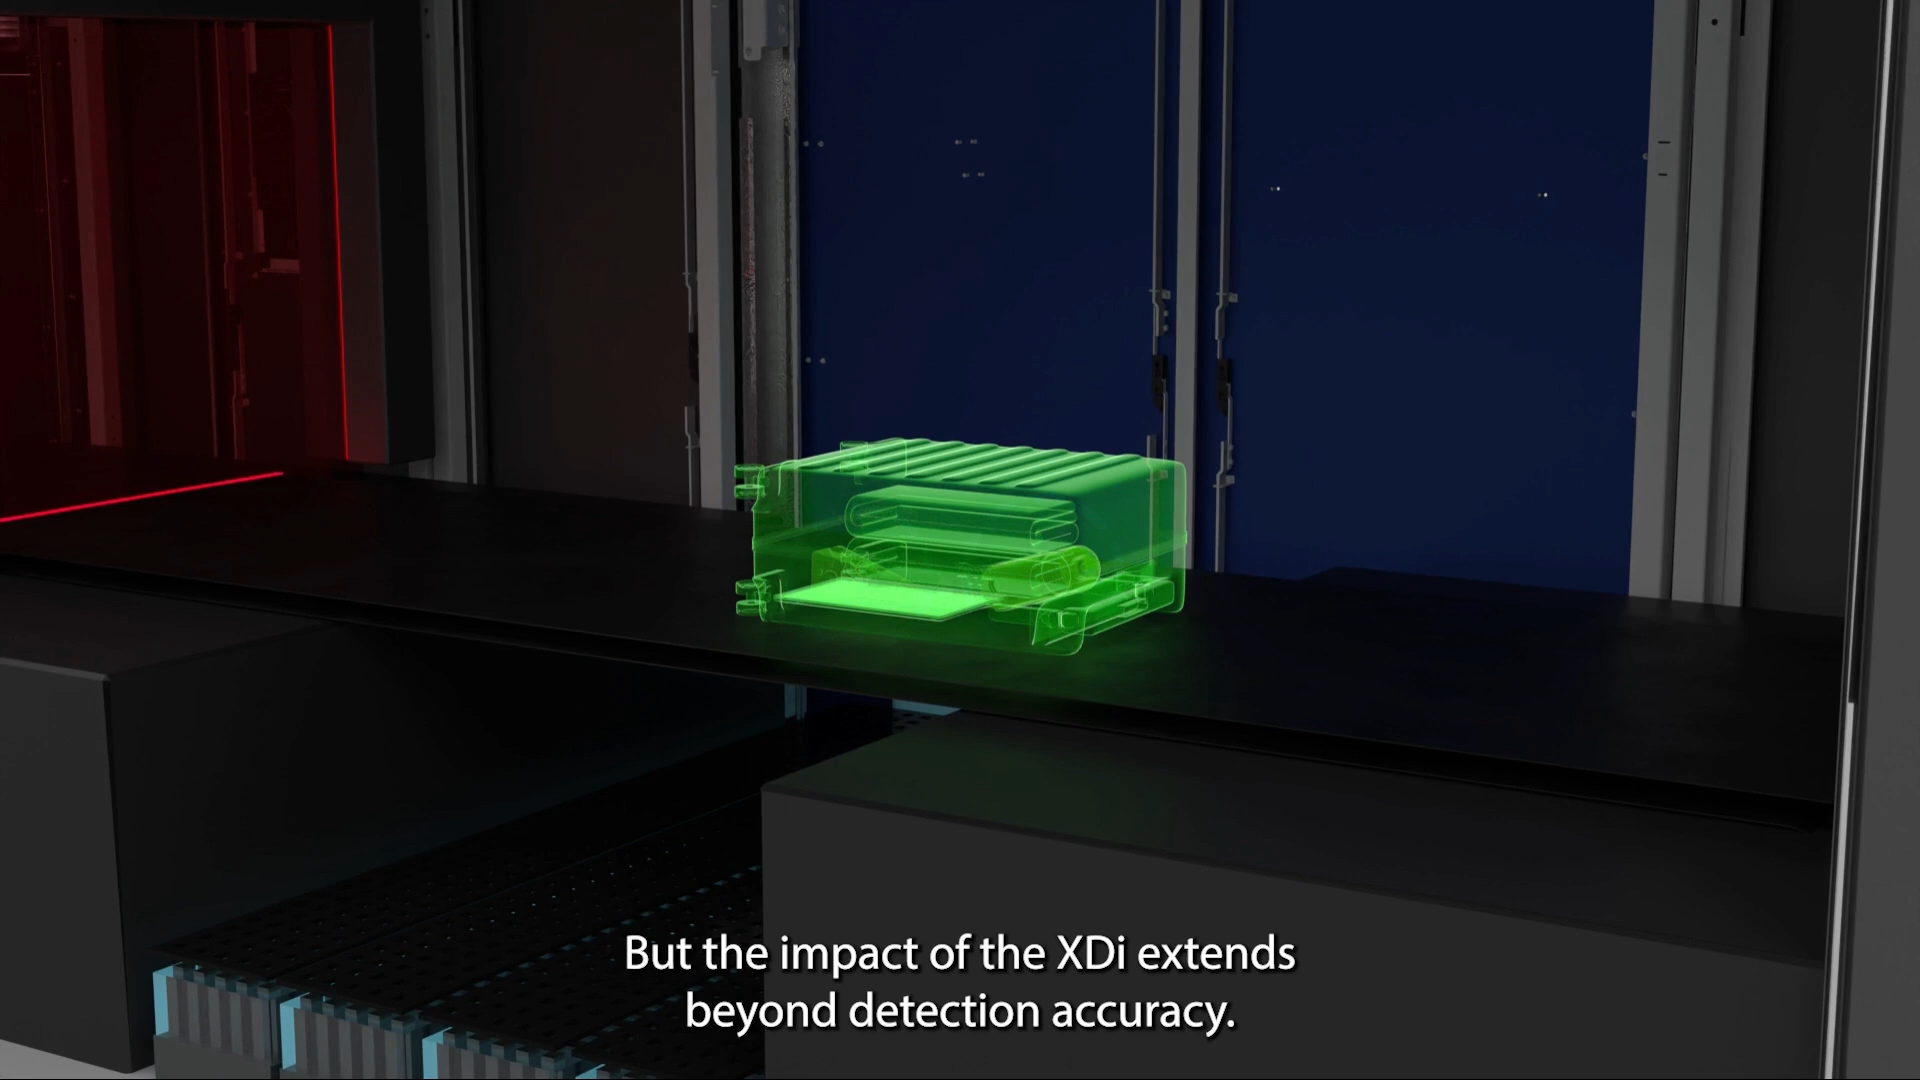 But the impact of the XDi extends
beyond detection accuracy.